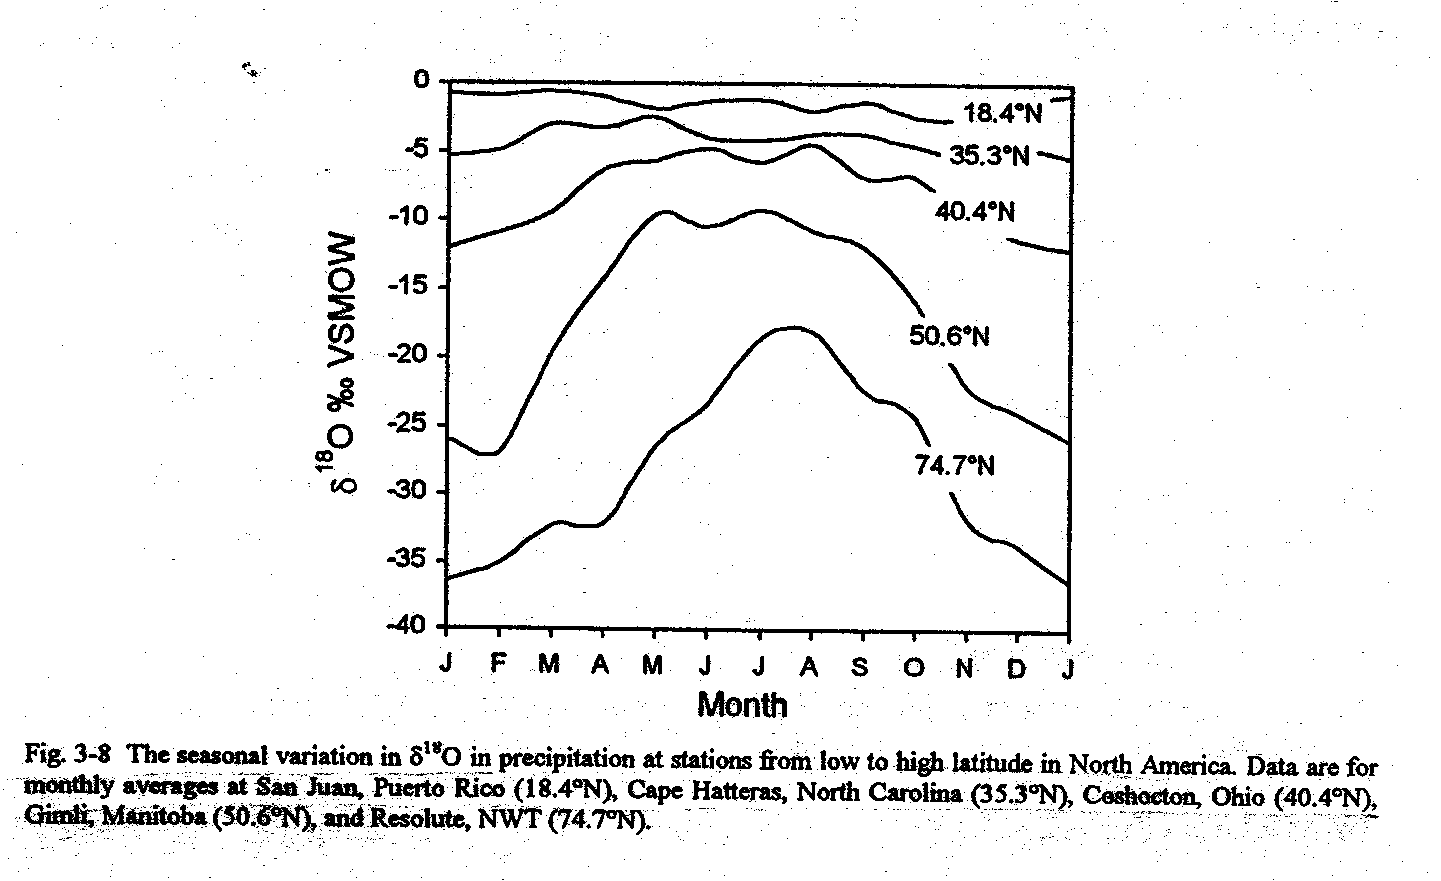 0
-5
-10
-15
-20
-25
-30
-35
-40
δ¹⁸O ‰ VSMOW
18.4°N
35.3°N
40.4°N
50.6°N
74.7°N
J F M A M J J A S O N D J
Month
Fig. 3-8 The seasonal variation in δ¹⁸O in precipitation at stations from low to high latitude in North America. Data are for
monthly averages at San Juan, Puerto Rico (18.4°N), Cape Hatteras, North Carolina (35.3°N), Coshocton, Ohio (40.4°N),
Gimli, Manitoba (50.6°N), and Resolute, NWT (74.7°N).